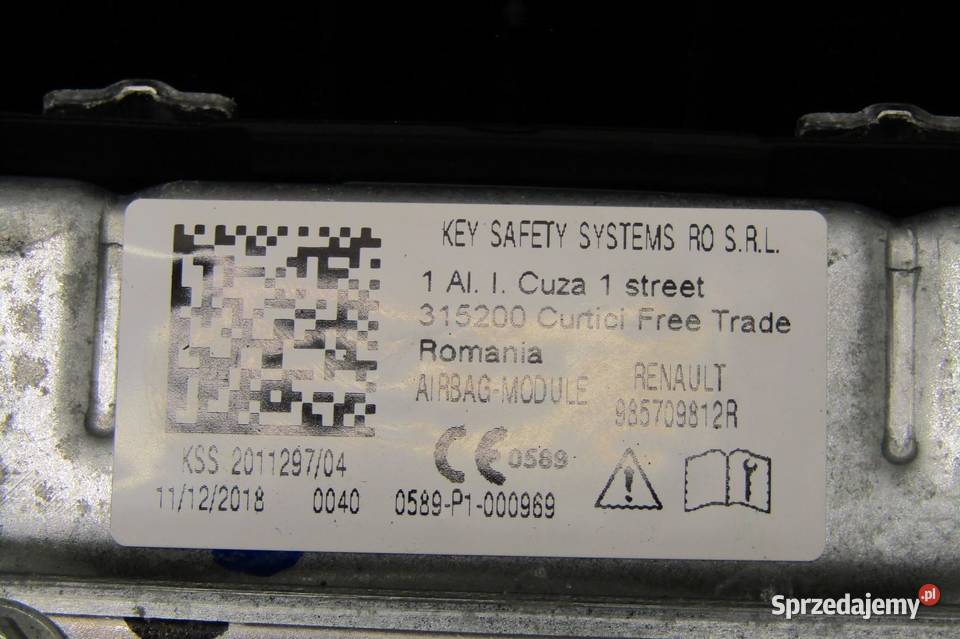 KEY SAFETY SYSTEMS RO S.R.L.
1 Al. I. Cuza 1 street
315200 Curtici Free Trade
Romania
AIRBAG-MODULE RENAULT
985709812R
KSS 2011297/04
CE 0589
11/12/2018 0040 0589-P1-000969
Sprzedajemy.pl